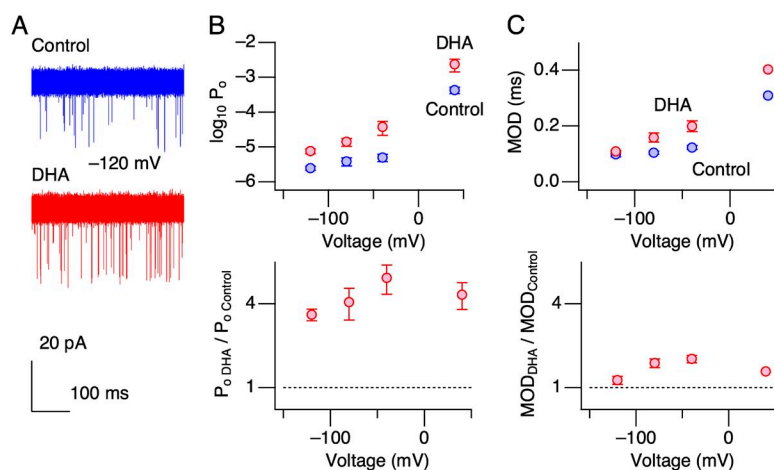 A
Control
–120 mV
DHA
20 pA
100 ms
B
–2
–3
–4
–5
–6
log10 Po
DHA
Control
–100
0
Voltage (mV)
4
1
Po DHA / Po Control
–100
0
Voltage (mV)
C
0.4
0.2
0.0
MOD (ms)
DHA
Control
–100
0
Voltage (mV)
4
1
MODDHA / MODControl
–100
0
Voltage (mV)